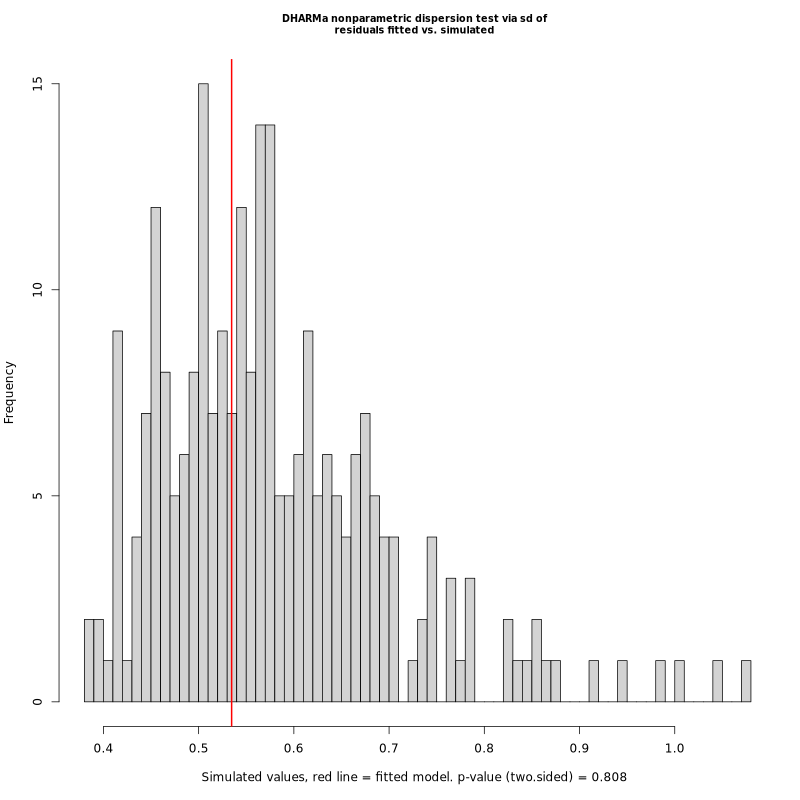 DHARMa nonparametric dispersion test via sd of
residuals fitted vs. simulated
15
10
5
0
Frequency
0.4 0.5 0.6 0.7 0.8 0.9 1.0
Simulated values, red line = fitted model. p-value (two.sided) = 0.808